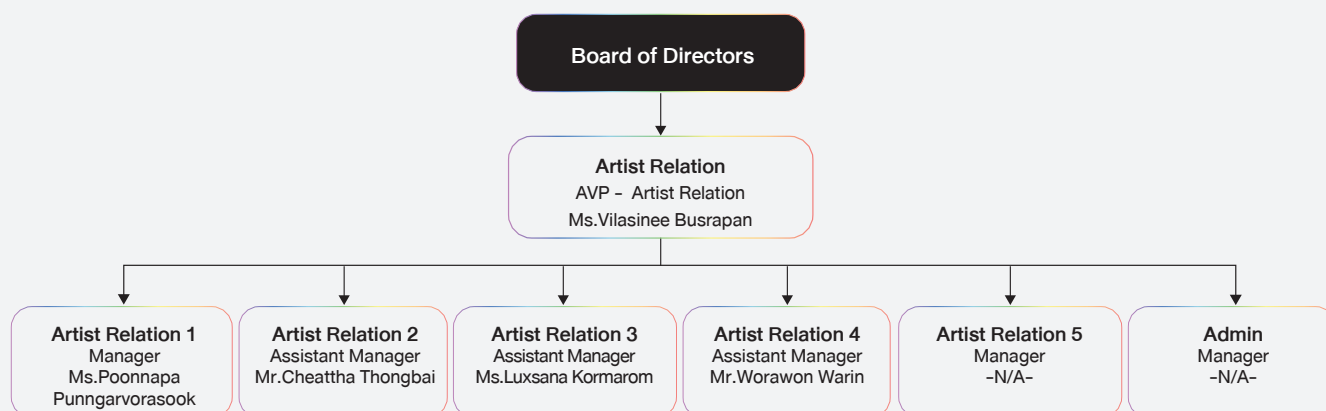 Board of Directors
Artist Relation
AVP - Artist Relation
Ms.Vilasinee Busrapan
Artist Relation 1
Manager
Ms.Poonnapa
Punngarvorasook
Artist Relation 2
Assistant Manager
Mr.Cheattha Thongbai
Artist Relation 3
Assistant Manager
Ms.Luxsana Kormarom
Artist Relation 4
Assistant Manager
Mr.Worawon Warin
Artist Relation 5
Manager
-N/A-
Admin
Manager
-N/A-